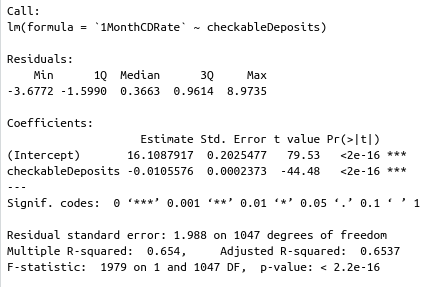 Call:
lm(formula = `1MonthCDRate` ~ checkableDeposits)
Residuals:
Min 1Q Median 3Q Max
-3.6772 -1.5990 0.3663 0.9614 8.9735
Coefficients:
Estimate Std. Error t value Pr(>|t|)
(Intercept) 16.1087917 0.2025477 79.53 <2e-16 ***
checkableDeposits -0.0105576 0.0002373 -44.48 <2e-16 ***
---
Signif. codes: 0 ‘***’ 0.001 ‘**’ 0.01 ‘*’ 0.05 ‘.’ 0.1 ‘ ’ 1
Residual standard error: 1.988 on 1047 degrees of freedom
Multiple R-squared: 0.654, Adjusted R-squared: 0.6537
F-statistic: 1979 on 1 and 1047 DF, p-value: < 2.2e-16